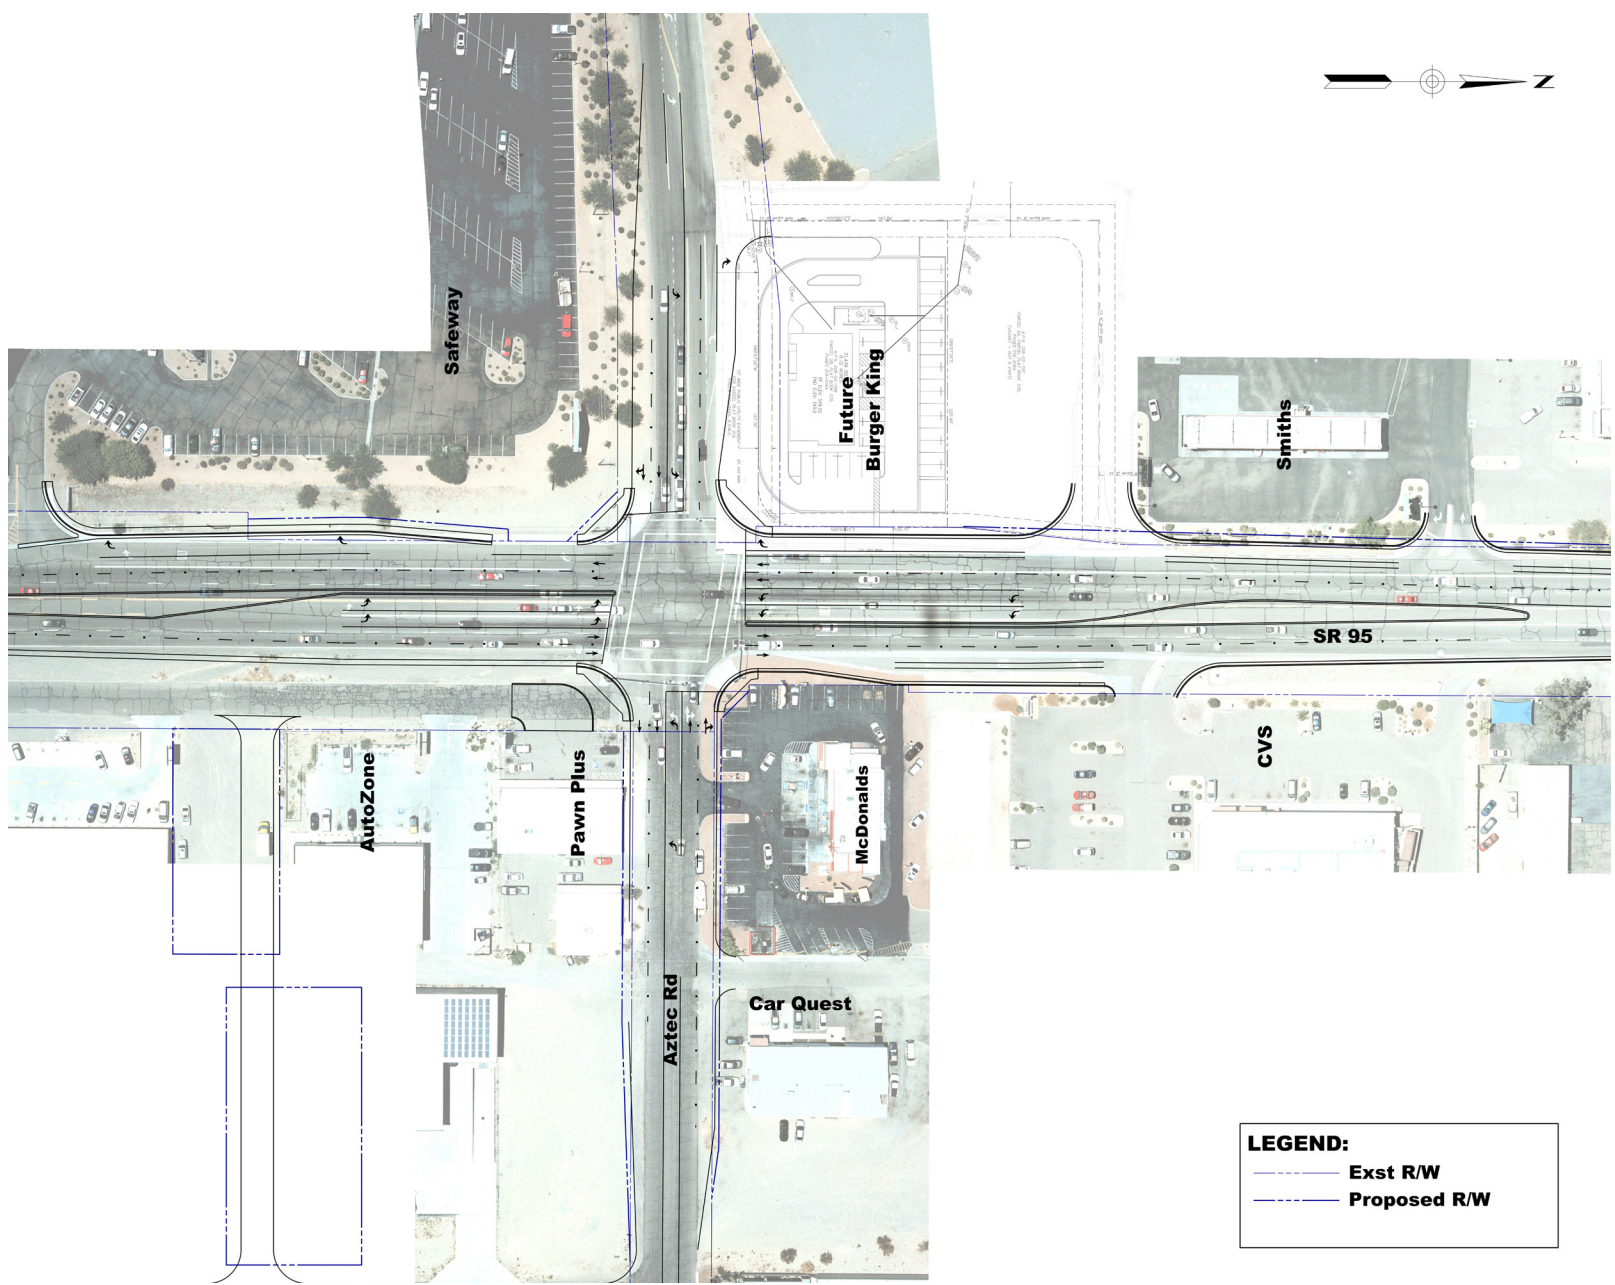 N
Safeway
Future
Burger King
Smiths
SR 95
CVS
AutoZone
Pawn Plus
McDonalds
Car Quest
Aztec Rd
LEGEND:
Exst R/W
Proposed R/W